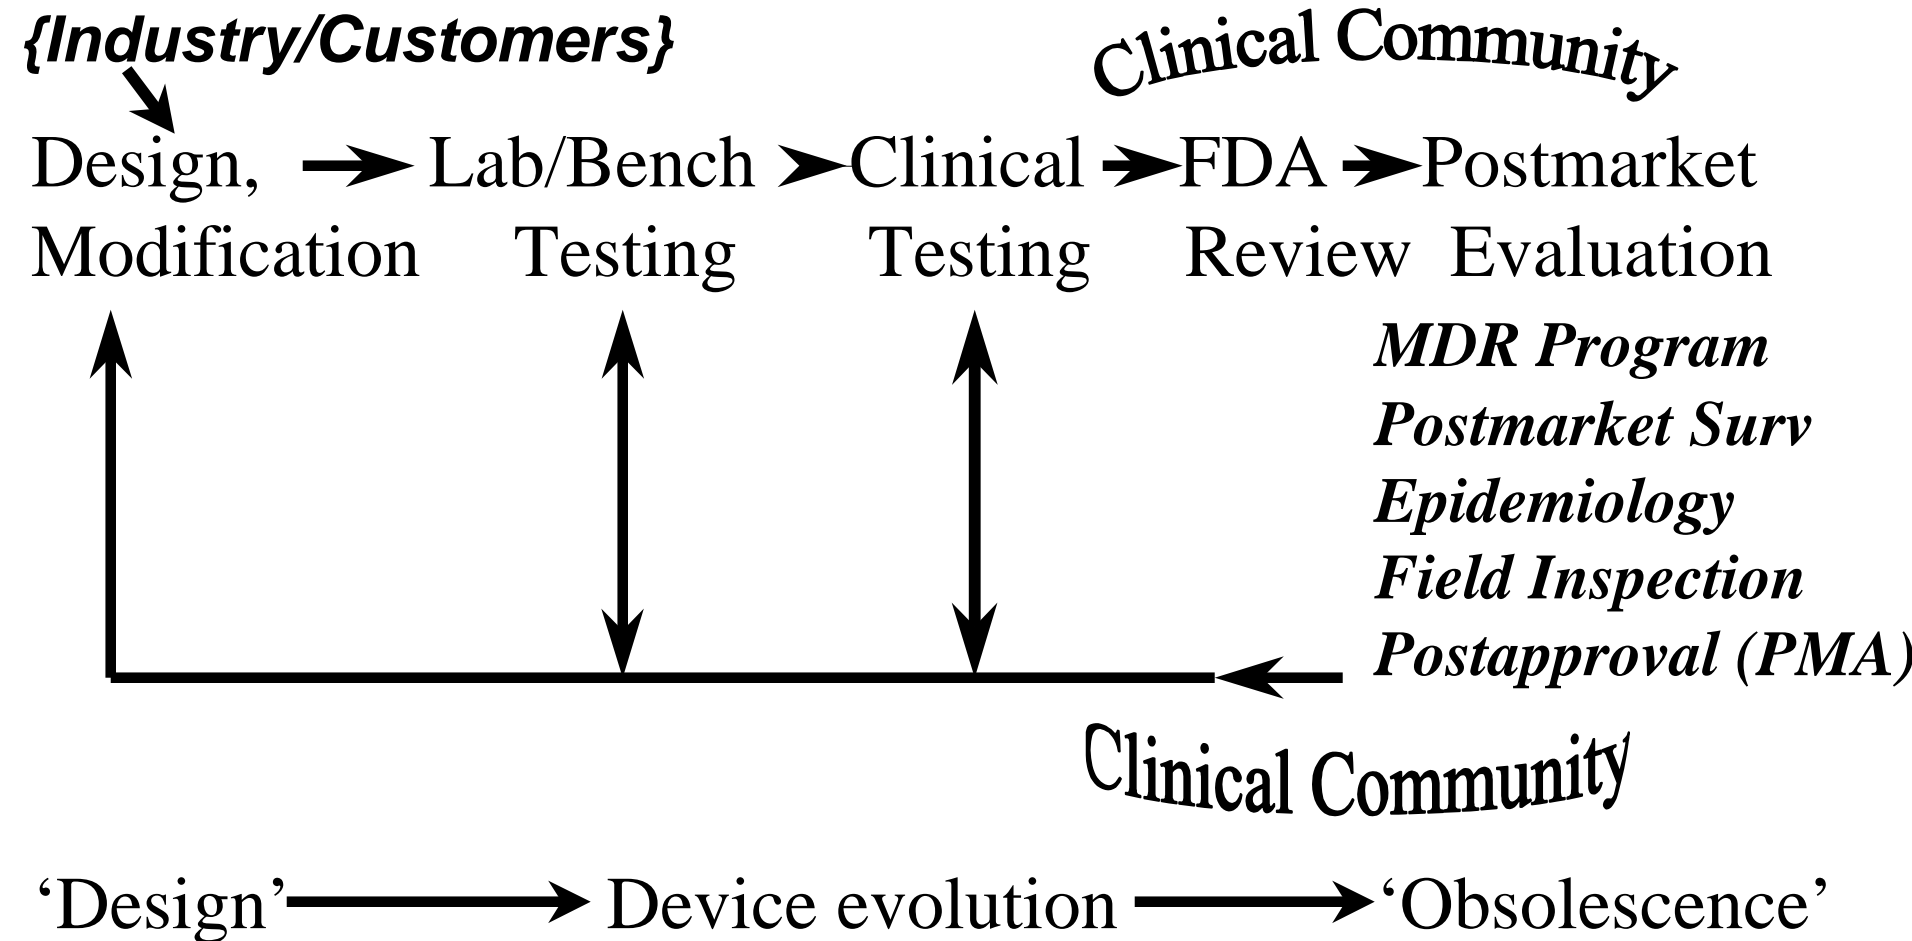 {Industry/Customers}
Clinical Community
Design, Lab/Bench Clinical FDA Postmarket
Modification Testing Testing Review Evaluation
MDR Program
Postmarket Surv
Epidemiology
Field Inspection
Postapproval (PMA)
Clinical Community
‘Design’ Device evolution ‘Obsolescence’